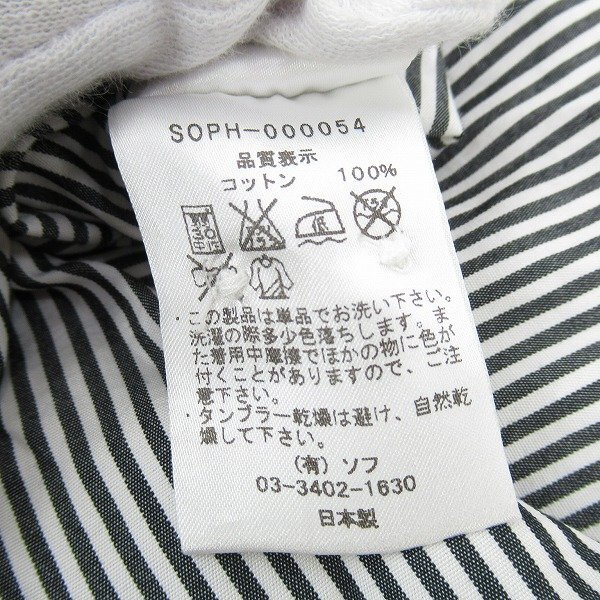 SOPH-000054
品質表示
コットン 100%
・この製品は単品でお洗い下さい。
洗濯の際多少色落ちします。ま
た着用中摩擦でほかの物に色が
付くことがありますので、ご注
意下さい。
・タンブラー乾燥は避け、自然乾
燥して下さい。
(有)ソフ
03-3402-1630
日本製